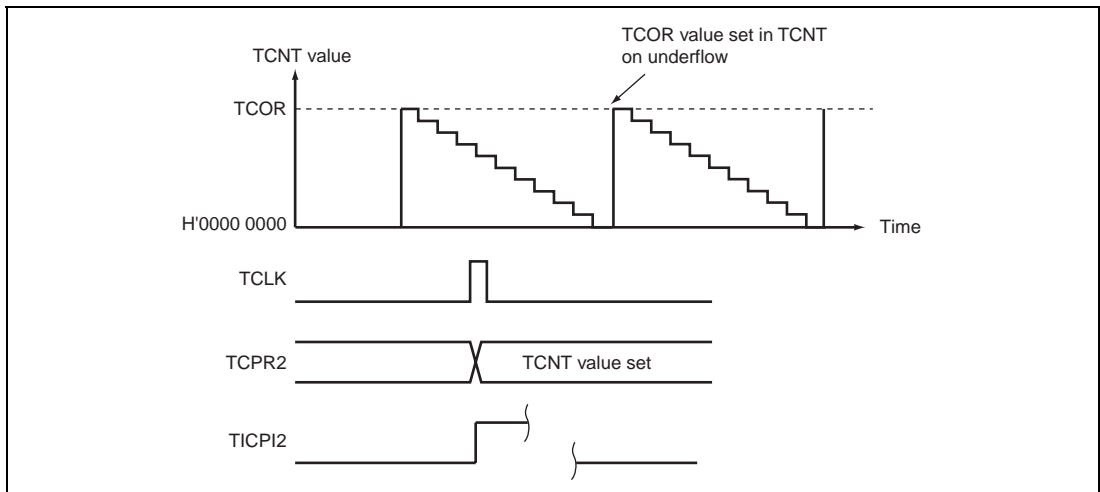 TCOR value set in TCNT
on underflow
TCNT value
TCOR
H'0000 0000
Time
TCLK
TCPR2
TCNT value set
TICPI2